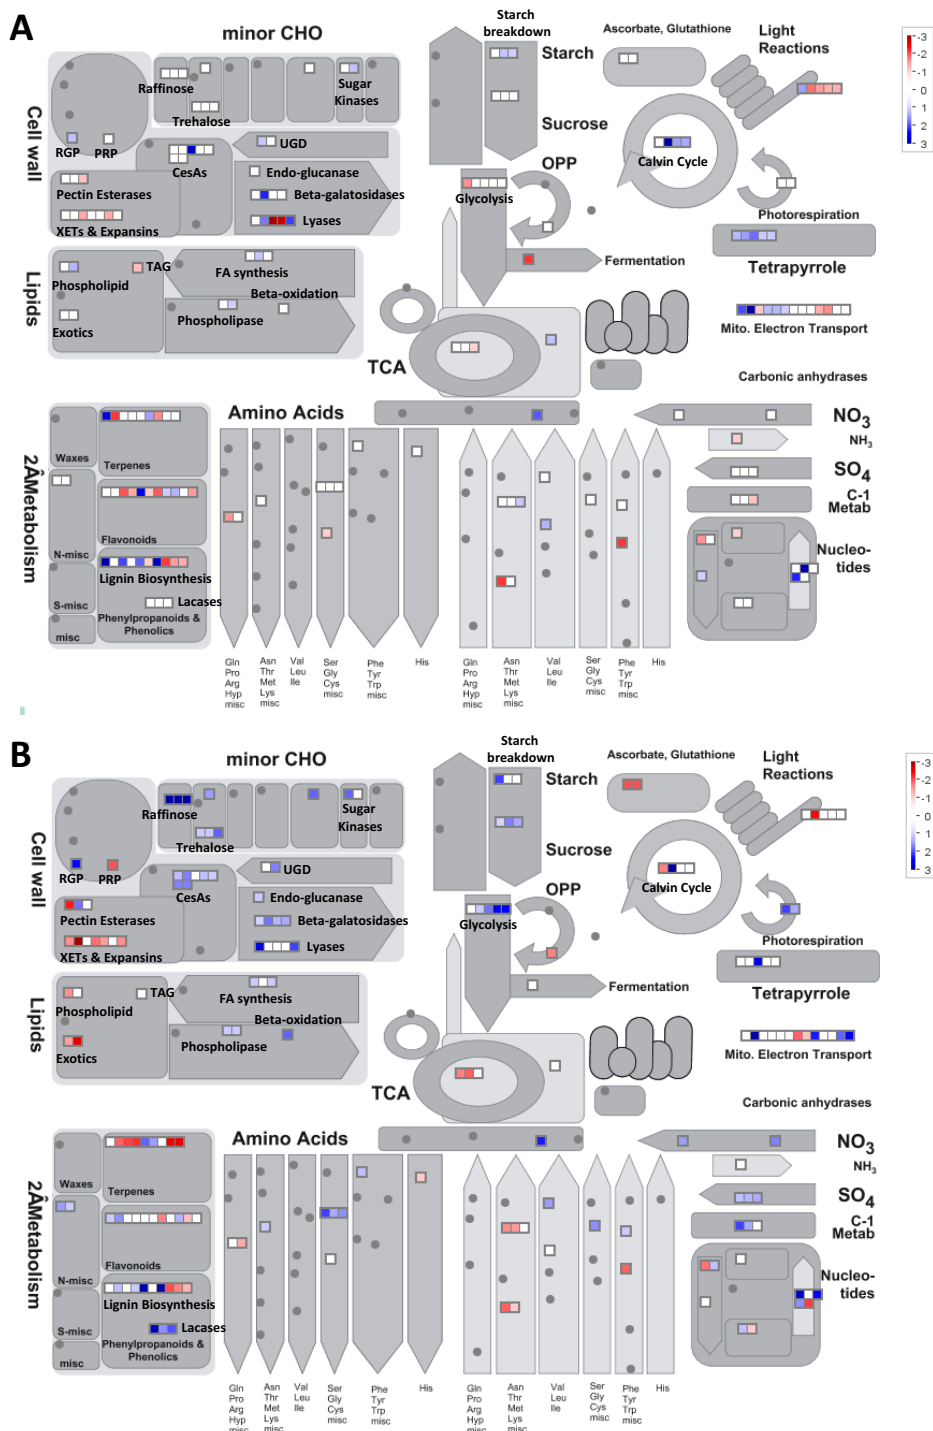 A
minor CHO
Starch
breakdown
Ascorbate, Glutathione
Light
Reactions
-3
-2
-1
0
1
2
3
Starch
Raffinose
Sugar
Kinases
Trehalose
Sucrose
Cell wall
RGP
PRP
CesAs
UGD
OPP
Calvin Cycle
Endo-glucanase
Pectin Esterases
Beta-galatosidases
Glycolysis
Photorespiration
XETs & Expansins
Lyases
Fermentation
Tetrapyrrole
Lipids
TAG
FA synthesis
Phospholipid
Beta-oxidation
Phospholipase
Exotics
Mito. Electron Transport
TCA
Carbonic anhydrases
Amino Acids
NO3
NH3
SO4
C-1
Metab
Nucleo-
tides
2ÂMetabolism
Waxes
Terpenes
Flavonoids
N-misc
Lignin Biosynthesis
S-misc
Lacases
Phenylpropanoids &
Phenolics
misc
Gln
Pro
Arg
Hyp
misc
Asn
Thr
Met
Lys
misc
Val
Leu
Ile
Ser
Gly
Cys
misc
Phe
Tyr
Trp
misc
His
Gln
Pro
Arg
Hyp
misc
Asn
Thr
Met
Lys
misc
Val
Leu
Ile
Ser
Gly
Cys
misc
Phe
Tyr
Trp
misc
His
B
minor CHO
Starch
breakdown
Ascorbate, Glutathione
Light
Reactions
-3
-2
-1
0
1
2
3
Starch
Raffinose
Sugar
Kinases
Trehalose
Sucrose
Cell wall
RGP
PRP
CesAs
UGD
OPP
Calvin Cycle
Endo-glucanase
Pectin Esterases
Beta-galatosidases
Glycolysis
Photorespiration
XETs & Expansins
Lyases
Fermentation
Tetrapyrrole
Lipids
TAG
FA synthesis
Phospholipid
Beta-oxidation
Phospholipase
Exotics
Mito. Electron Transport
TCA
Carbonic anhydrases
Amino Acids
NO3
NH3
SO4
C-1
Metab
Nucleo-
tides
2ÂMetabolism
Waxes
Terpenes
Flavonoids
N-misc
Lignin Biosynthesis
S-misc
Lacases
Phenylpropanoids &
Phenolics
misc
Gln
Pro
Arg
Hyp
misc
Asn
Thr
Met
Lys
misc
Val
Leu
Ile
Ser
Gly
Cys
misc
Phe
Tyr
Trp
misc
His
Gln
Pro
Arg
Hyp
misc
Asn
Thr
Met
Lys
misc
Val
Leu
Ile
Ser
Gly
Cys
misc
Phe
Tyr
Trp
misc
His